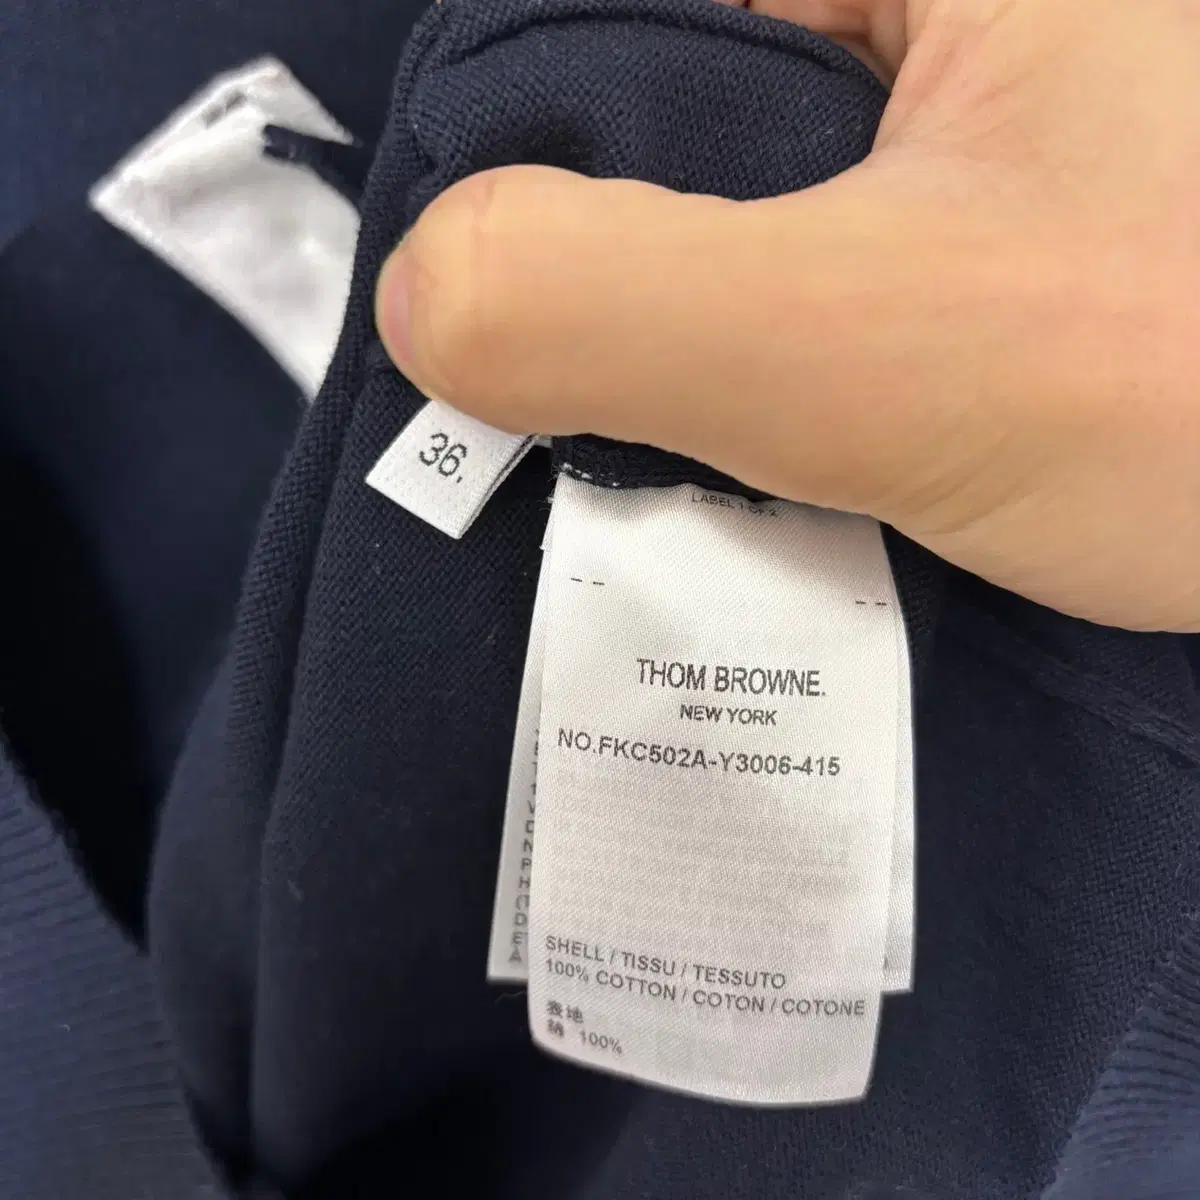 36.
LABEL 1 OF 2
THOM BROWNE.
NEW YORK
NO.FKC502A-Y3006-415
SHELL / TISSU / TESSUTO
100% COTTON / COTON / COTONE
表地
綿 100%